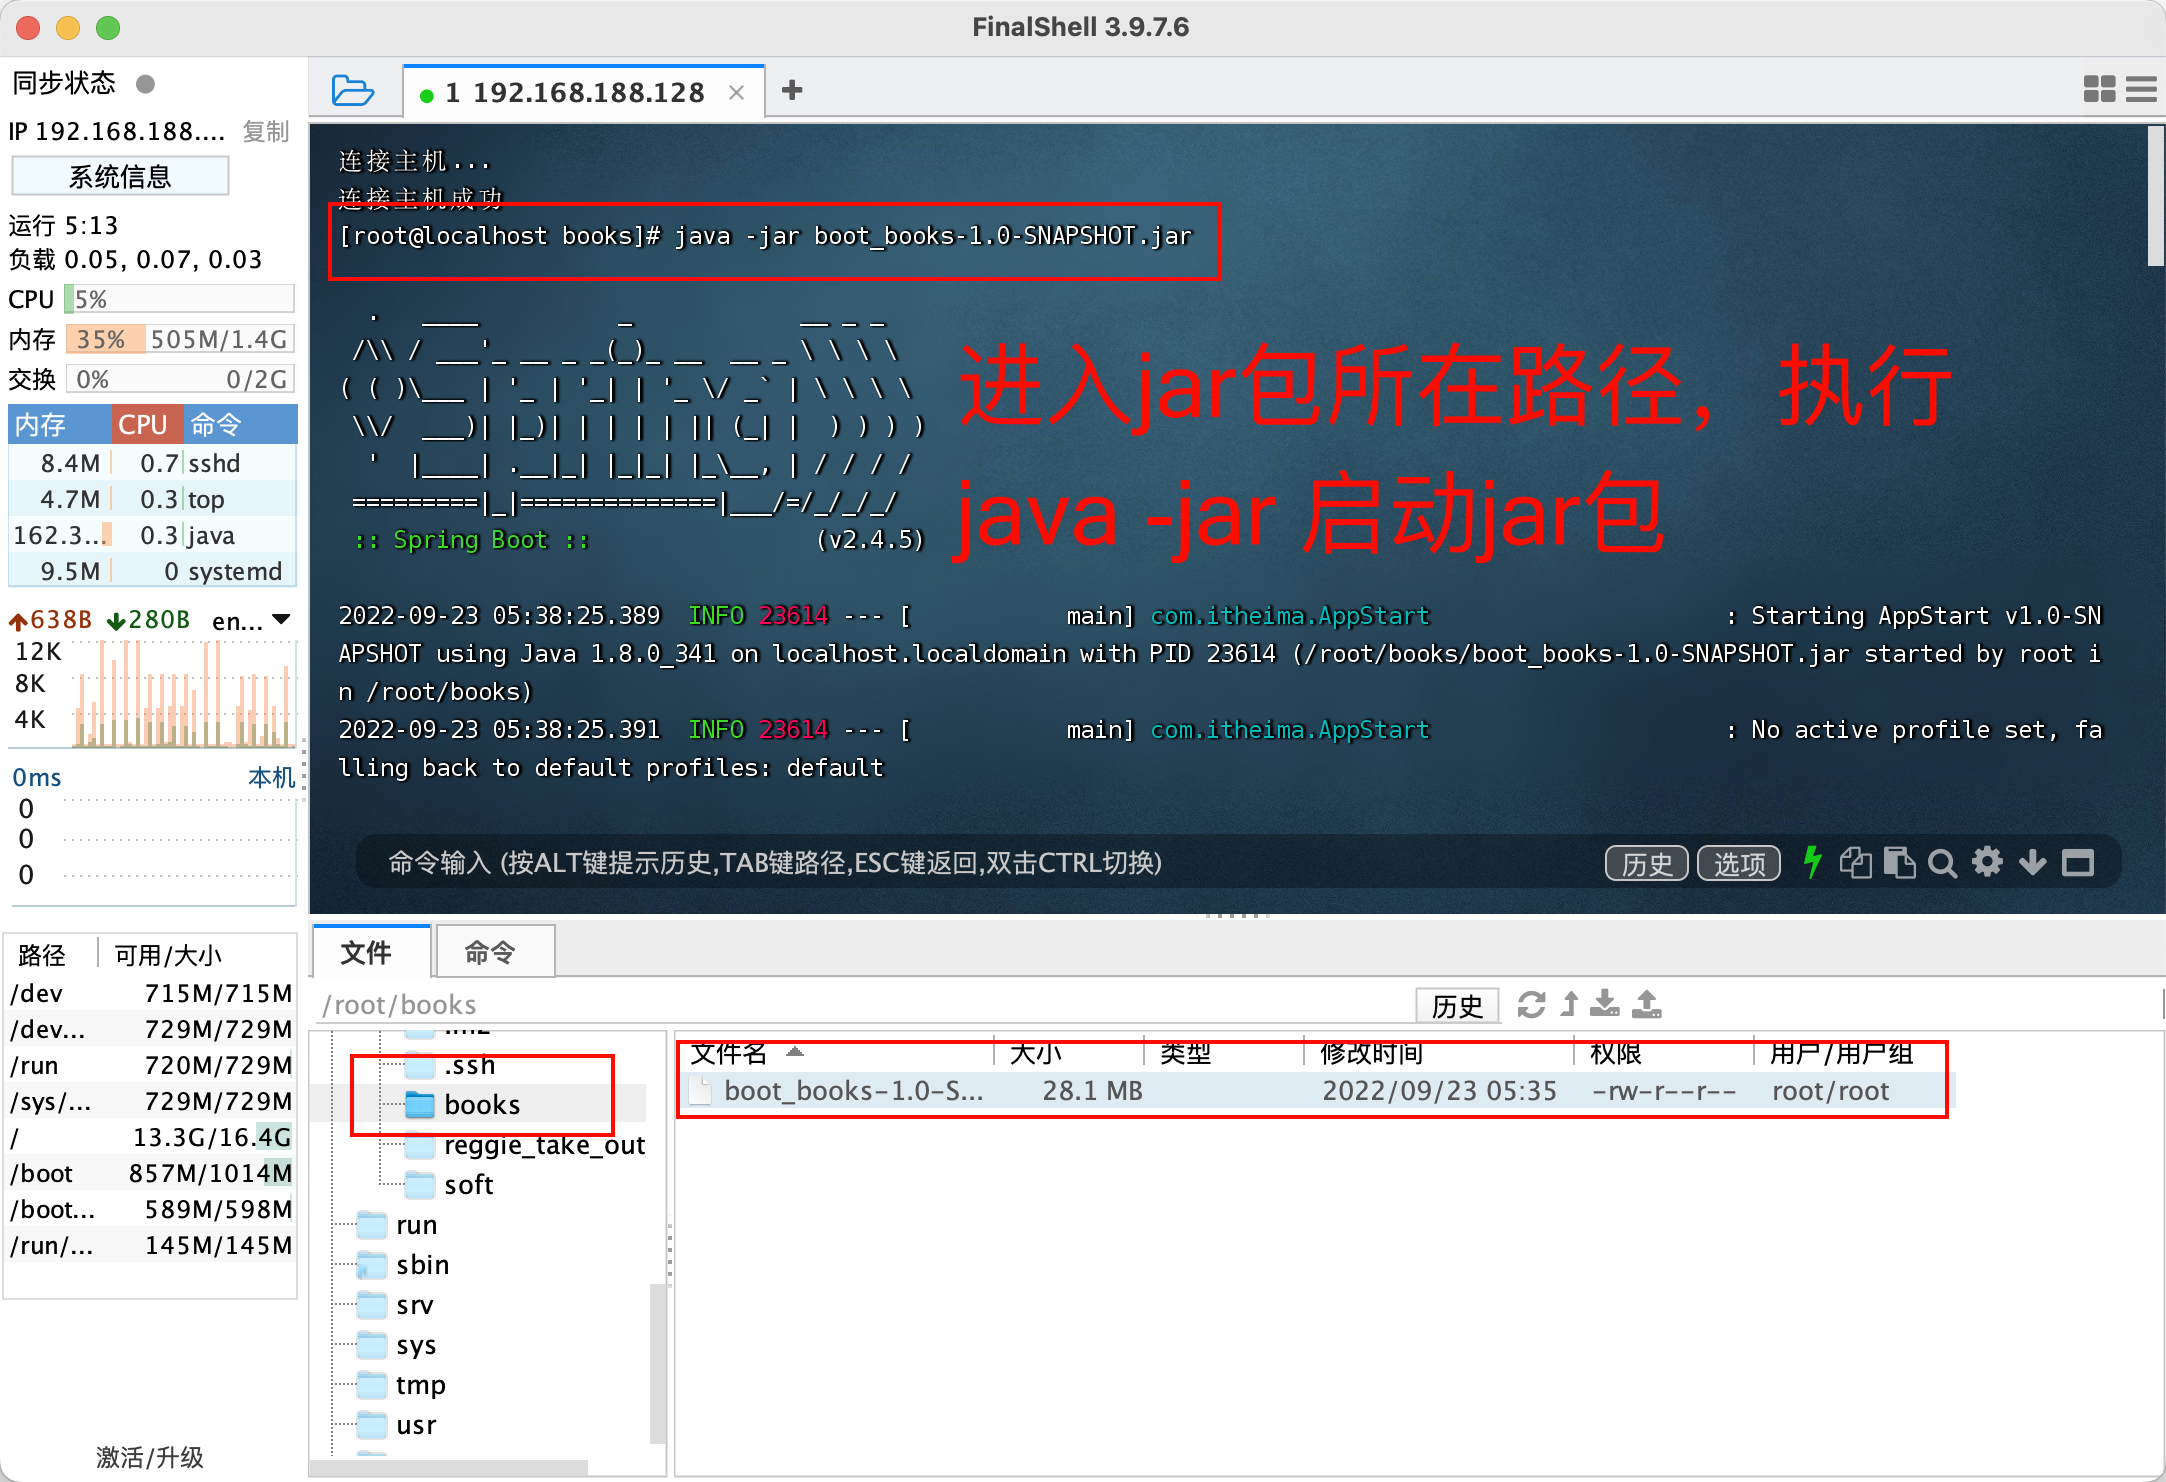 FinalShell 3.9.7.6
同步状态
IP 192.168.188.... 复制
系统信息
运行 5:13
负载 0.05, 0.07, 0.03
CPU 5%
内存 35% 505M/1.4G
交换 0% 0/2G
内存 CPU 命令
8.4M 0.7 sshd
4.7M 0.3 top
162.3... 0.3 java
9.5M 0 systemd
638B 280B en...
12K
8K
4K
0ms 本机
0
0
0
路径 可用/大小
/dev 715M/715M
/dev... 729M/729M
/run 720M/729M
/sys/... 729M/729M
/ 13.3G/16.4G
/boot 857M/1014M
/boot... 589M/598M
/run/... 145M/145M
激活/升级
1 192.168.188.128
连接主机...
连接主机成功
[root@localhost books]# java -jar boot_books-1.0-SNAPSHOT.jar
  .   ____          _            __ _ _
 /\\ / ___'_ __ _ _(_)_ __  __ _ \ \ \ \
( ( )\___ | '_ | '_| | '_ \/ _` | \ \ \ \
 \\/  ___)| |_)| | | | | || (_| |  ) ) ) )
  '  |____| .__|_| |_|_| |_\__, | / / / /
 =========|_|==============|___/=/_/_/_/
 :: Spring Boot ::                (v2.4.5)
进入jar包所在路径，执行
java -jar 启动jar包
2022-09-23 05:38:25.389  INFO 23614 --- [           main] com.itheima.AppStart                     : Starting AppStart v1.0-SN
APSHOT using Java 1.8.0_341 on localhost.localdomain with PID 23614 (/root/books/boot_books-1.0-SNAPSHOT.jar started by root i
n /root/books)
2022-09-23 05:38:25.391  INFO 23614 --- [           main] com.itheima.AppStart                     : No active profile set, fa
lling back to default profiles: default
命令输入 (按ALT键提示历史,TAB键路径,ESC键返回,双击CTRL切换) 历史 选项
文件 命令
/root/books 历史
.ssh
books
reggie_take_out
soft
run
sbin
srv
sys
tmp
usr
文件名 大小 类型 修改时间 权限 用户/用户组
boot_books-1.0-S... 28.1 MB 2022/09/23 05:35 -rw-r--r-- root/root